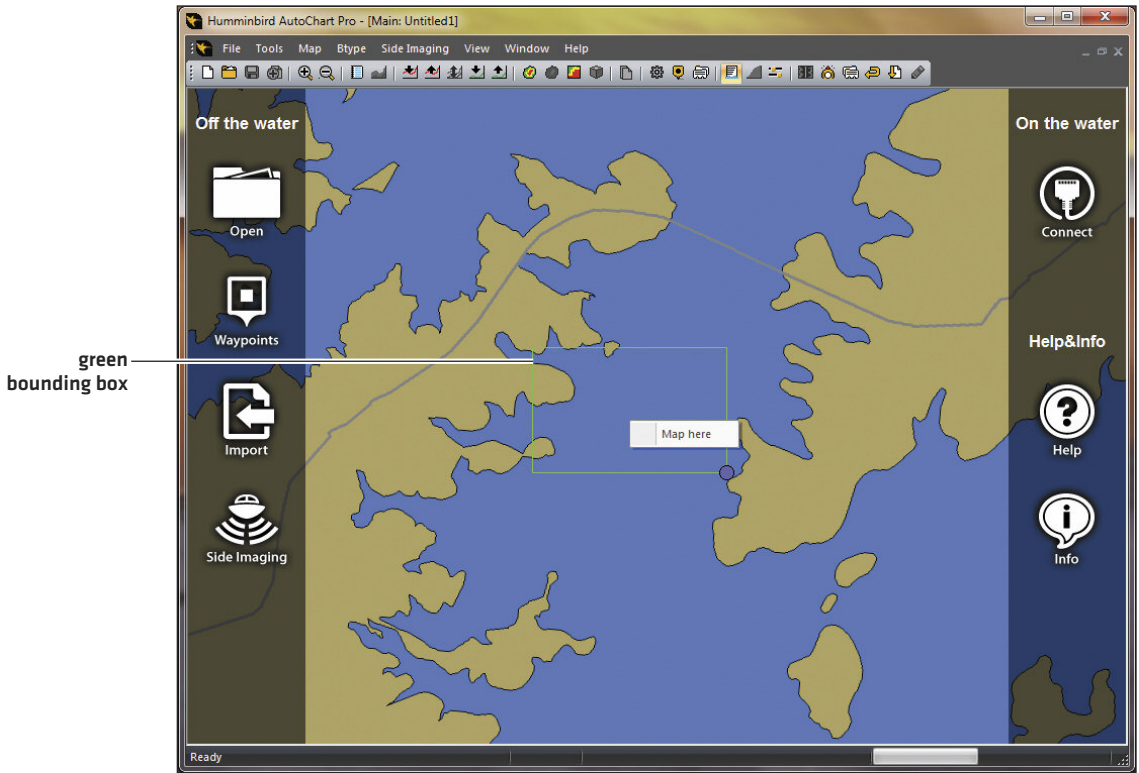 Humminbird AutoChart Pro - [Main: Untitled1]
File Tools Map Btype Side Imaging View Window Help
Off the water
On the water
Open
Connect
Waypoints
Help&Info
green
bounding box
Map here
Import
Help
Side Imaging
Info
Ready